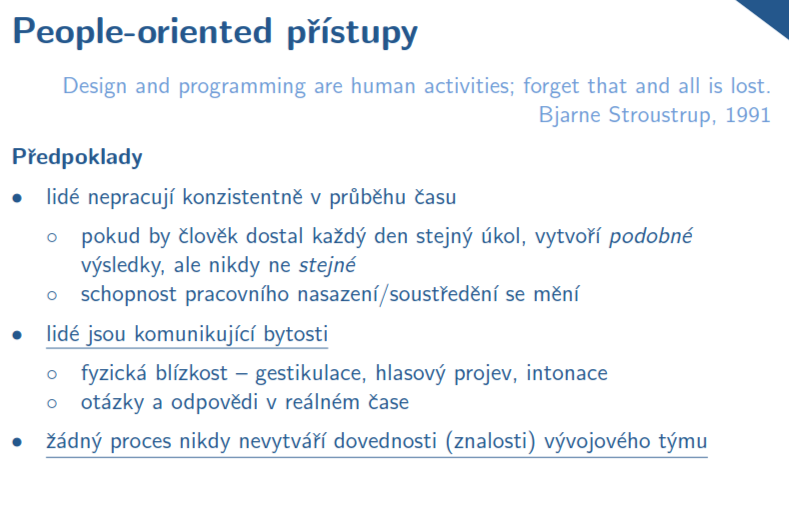 People-oriented přístupy
Design and programming are human activities; forget that and all is lost.
Bjarne Stroustrup, 1991
Předpoklady
• lidé nepracují konzistentně v průběhu času
○ pokud by člověk dostal každý den stejný úkol, vytvoří podobné
výsledky, ale nikdy ne stejné
○ schopnost pracovního nasazení/soustředění se mění
• lidé jsou komunikující bytosti
○ fyzická blízkost – gestikulace, hlasový projev, intonace
○ otázky a odpovědi v reálném čase
• žádný proces nikdy nevytváří dovednosti (znalosti) vývojového týmu